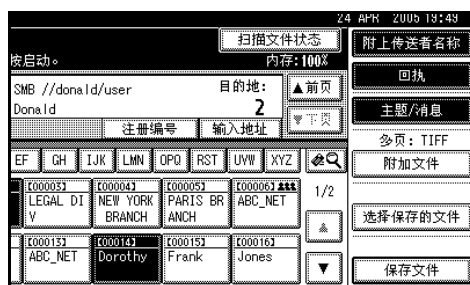 24 APR 2005 19:49
扫描文件状态
附上传送者名称
按启动。
内存:100%
回执
SMB //donald/user
目的地:
▲前页
Donald
2
▼下页
主题/消息
注册编号
输入地址
多页: TIFF
EF GH IJK LMN OPQ RST UVW XYZ
附加文件
[00003] [00004] [00005] [00006]
LEGAL DI NEW YORK PARIS BR ABC_NET
V BRANCH ANCH
1/2
选择保存的文件
[00013] [00014] [00015] [00016]
ABC_NET Dorothy Frank Jones
保存文件